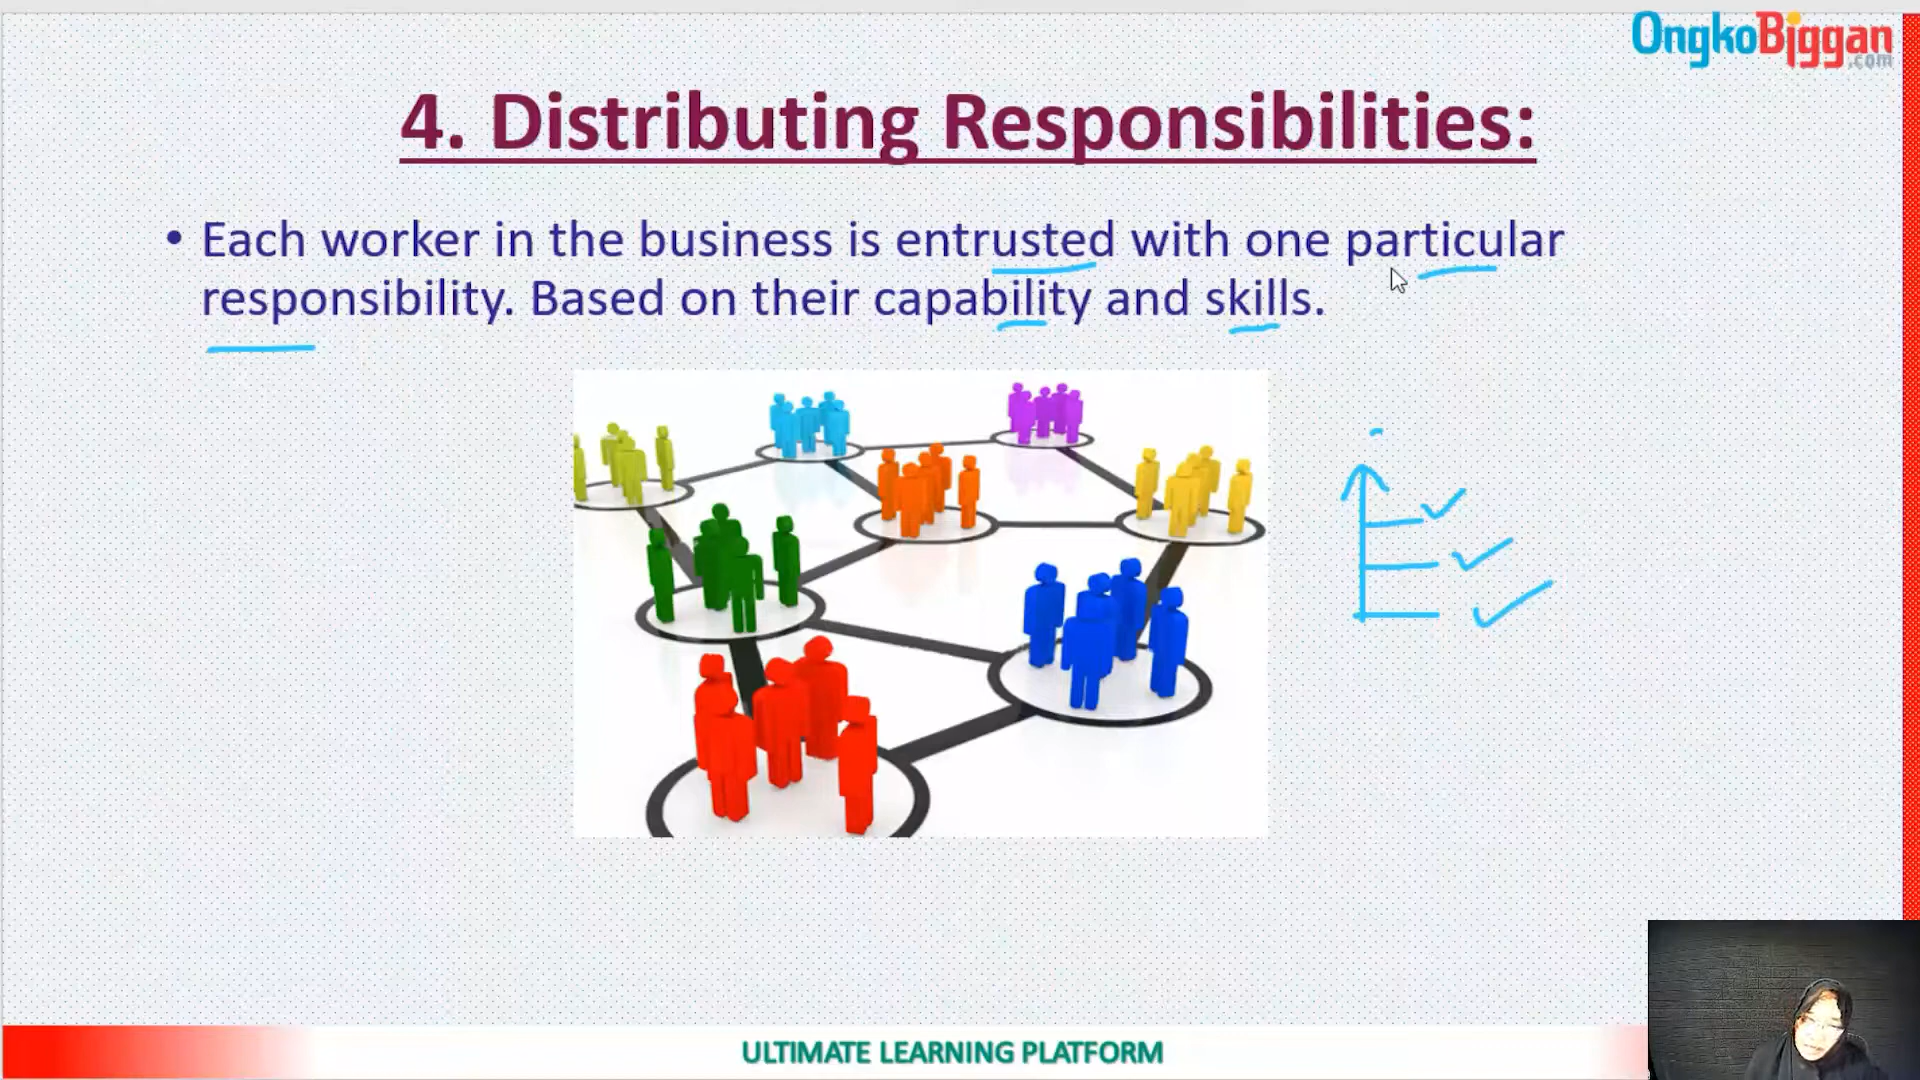 OngkoBiggan
.com
4. Distributing Responsibilities:
• Each worker in the business is entrusted with one particular
responsibility. Based on their capability and skills.
ULTIMATE LEARNING PLATFORM